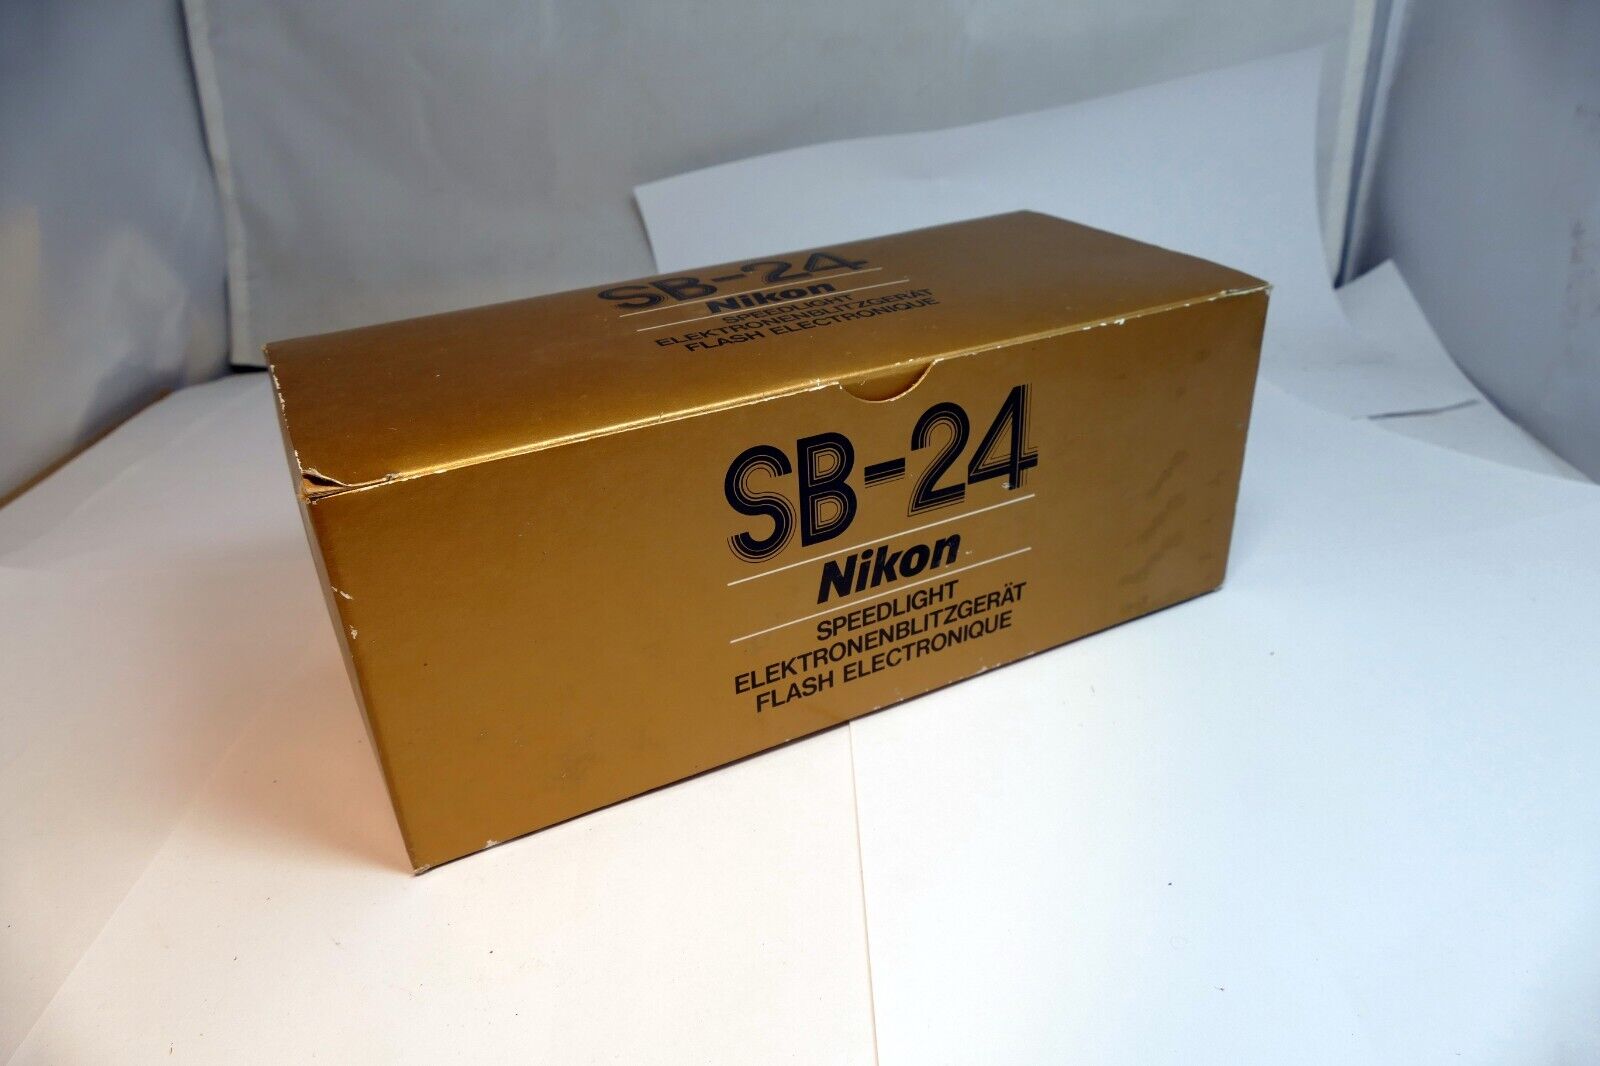 SB-24
Nikon
SPEEDLIGHT
ELEKTRONENBLITZGERÄT
FLASH ELECTRONIQUE
SB-24
Nikon
SPEEDLIGHT
ELEKTRONENBLITZGERÄT
FLASH ELECTRONIQUE